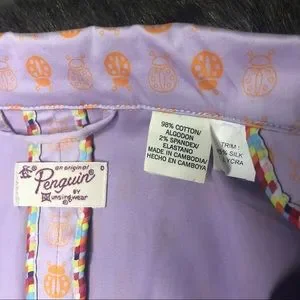 an original
Penguin
BY
Munsingwear
0
98% COTTON/
ALGODON
2% SPANDEX/
ELASTANO
MADE IN CAMBODIA/
HECHO EN CAMBOYA
TRIM:
% SILK
LYCRA